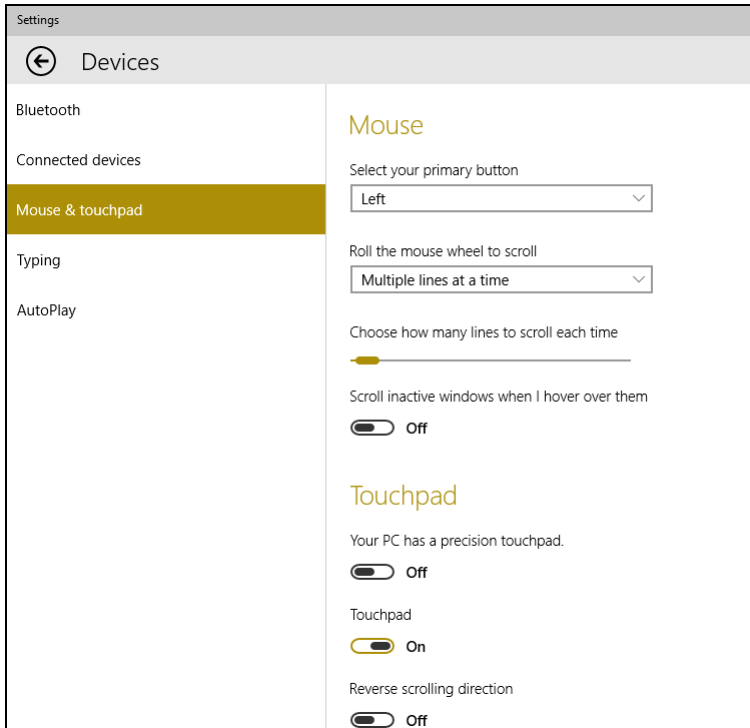 Settings
Devices
Bluetooth
Connected devices
Mouse & touchpad
Typing
AutoPlay
Mouse
Select your primary button
Left
Roll the mouse wheel to scroll
Multiple lines at a time
Choose how many lines to scroll each time
Scroll inactive windows when I hover over them
Off
Touchpad
Your PC has a precision touchpad.
Off
Touchpad
On
Reverse scrolling direction
Off